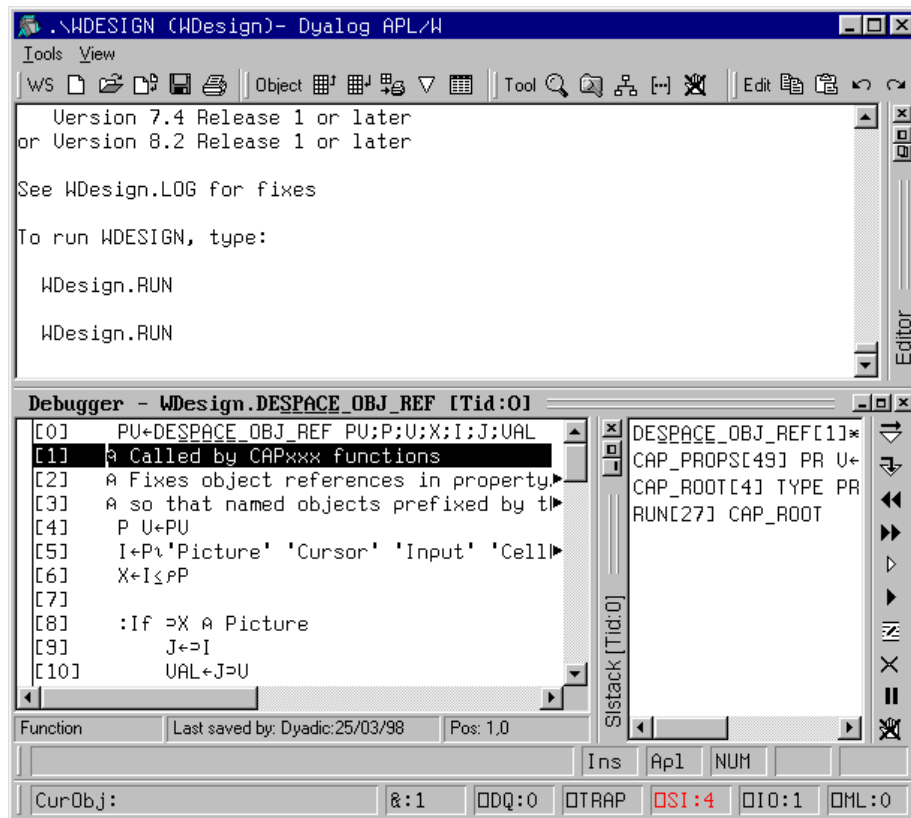 .\WDESIGN (WDesign)- Dyalog APL/W
Tools View
WS Object Tool Edit
Version 7.4 Release 1 or later
or Version 8.2 Release 1 or later
See WDesign.LOG for fixes
To run WDESIGN, type:
WDesign.RUN
WDesign.RUN
Editor
Debugger - WDesign.DESPACE_OBJ_REF [Tid:0]
[0] PV←DESPACE_OBJ_REF PV;P;V;X;I;J;VAL
[1] ⍝ Called by CAPxxx functions
[2] ⍝ Fixes object references in property
[3] ⍝ so that named objects prefixed by t
[4] P V←PV
[5] I←P⍳'Picture' 'Cursor' 'Input' 'Cell
[6] X←I≤⍴P
[7]
[8] :If ⊃X ⍝ Picture
[9] J←⊃I
[10] VAL←J⊃V
SIstack [Tid:0]
DESPACE_OBJ_REF[1]*
CAP_PROPS[49] PR V←
CAP_ROOT[4] TYPE PR
RUN[27] CAP_ROOT
Function Last saved by: Dyadic:25/03/98 Pos: 1,0
Ins Apl NUM
CurObj: &:1 ⎕DQ:0 ⎕TRAP ⎕SI:4 ⎕IO:1 ⎕ML:0